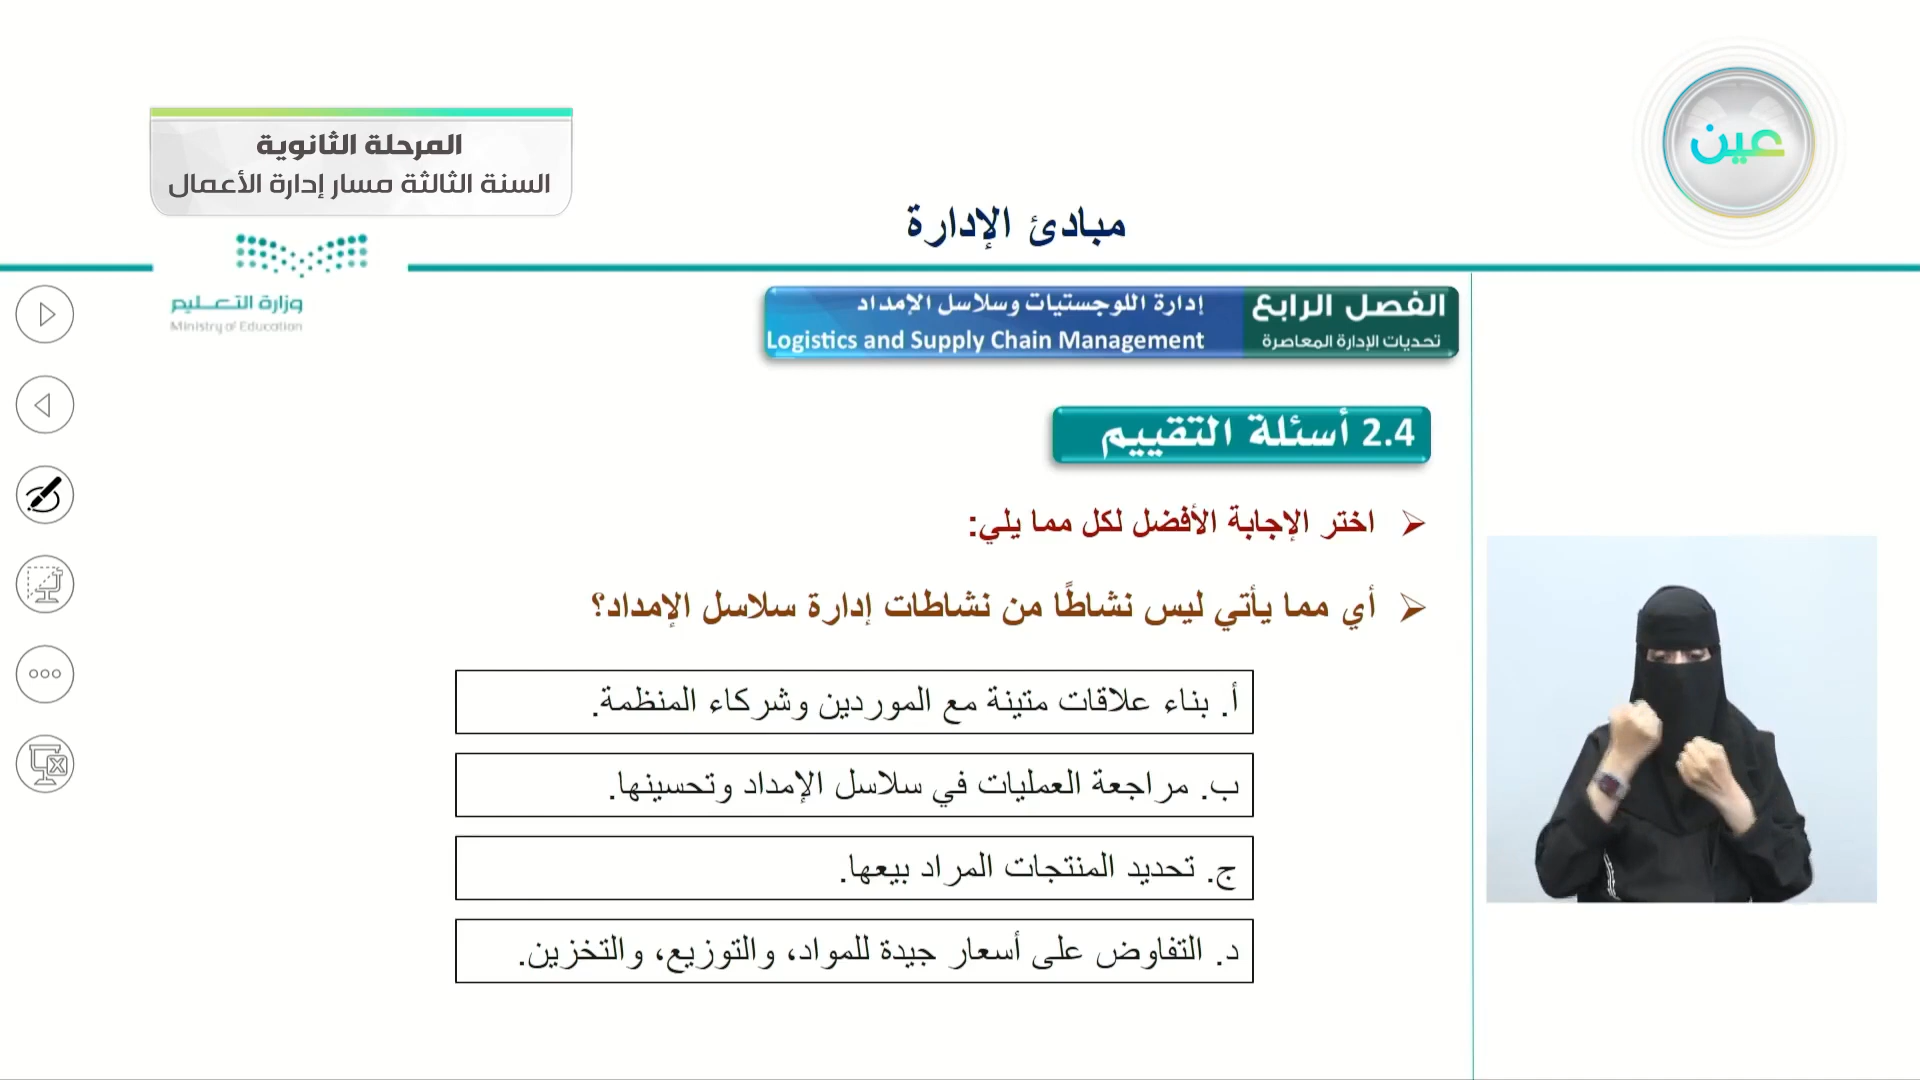 عين
المرحلة الثانوية
السنة الثالثة مسار إدارة الأعمال
مبادئ الإدارة
وزارة التعليم
Ministry of Education
الفصل الرابع
تحديات الإدارة المعاصرة
إدارة اللوجستيات وسلاسل الإمداد
Logistics and Supply Chain Management
2.4 أسئلة التقييم
اختر الإجابة الأفضل لكل مما يلي:
أي مما يأتي ليس نشاطًا من نشاطات إدارة سلاسل الإمداد؟
أ. بناء علاقات متينة مع الموردين وشركاء المنظمة.
ب. مراجعة العمليات في سلاسل الإمداد وتحسينها.
ج. تحديد المنتجات المراد بيعها.
د. التفاوض على أسعار جيدة للمواد، والتوزيع، والتخزين.